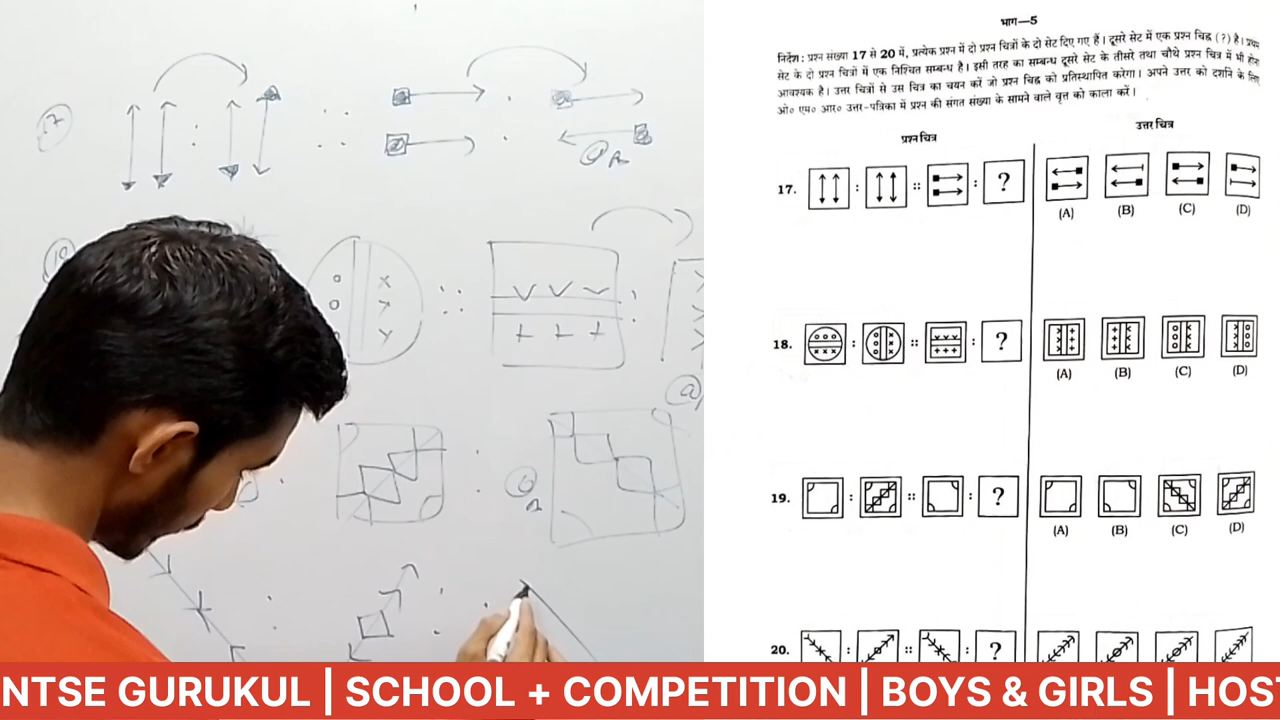 भाग—5
निर्देश : प्रश्न संख्या 17 से 20 में, प्रत्येक प्रश्न में दो प्रश्न चित्रों के दो सेट दिए गए हैं। दूसरे सेट में एक प्रश्न चिह्न (?) है। प्रथम
सेट के दो प्रश्न चित्रों में एक निश्चित सम्बन्ध है। इसी तरह का सम्बन्ध दूसरे सेट के तीसरे तथा चौथे प्रश्न चित्र में भी होना
आवश्यक है। उत्तर चित्रों से उस चित्र का चयन करें जो प्रश्न चिह्न को प्रतिस्थापित करेगा। अपने उत्तर को दर्शाने के लिए
ओ० एम० आर० उत्तर-पत्रिका में प्रश्न की संगत संख्या के सामने वाले वृत्त को काला करें।
प्रश्न चित्र
उत्तर चित्र
17. : :: : ?
(A) (B) (C) (D)
18. : :: : ?
(A) (B) (C) (D)
19. : :: : ?
(A) (B) (C) (D)
20. : :: : ?
NTSE GURUKUL | SCHOOL + COMPETITION | BOYS & GIRLS | HOST